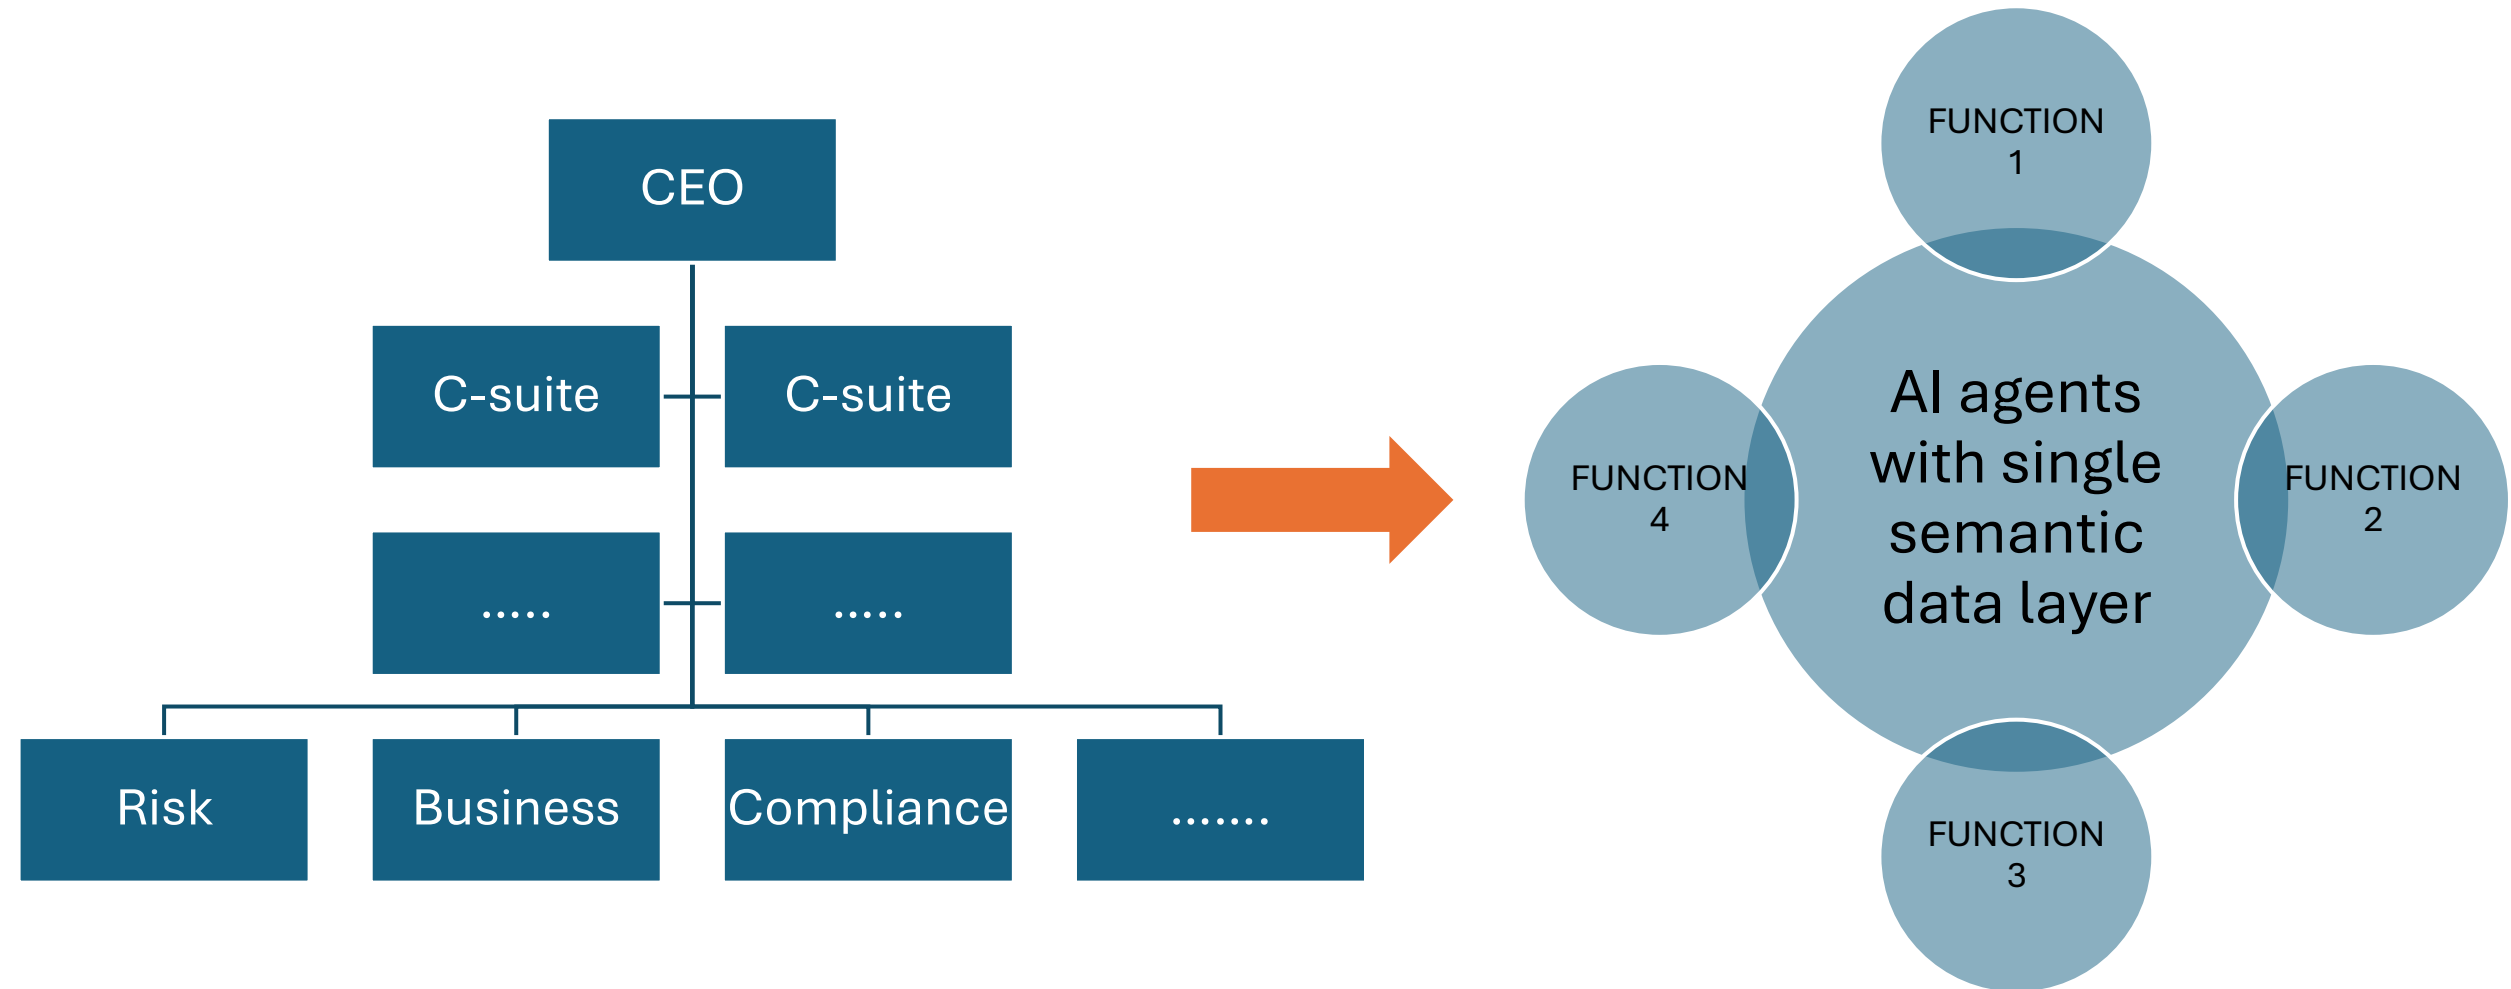 CEO
C-suite
C-suite
.....
.....
Risk
Business
Compliance
.......
FUNCTION
1
AI agents
with single
semantic
data layer
FUNCTION
2
FUNCTION
3
FUNCTION
4